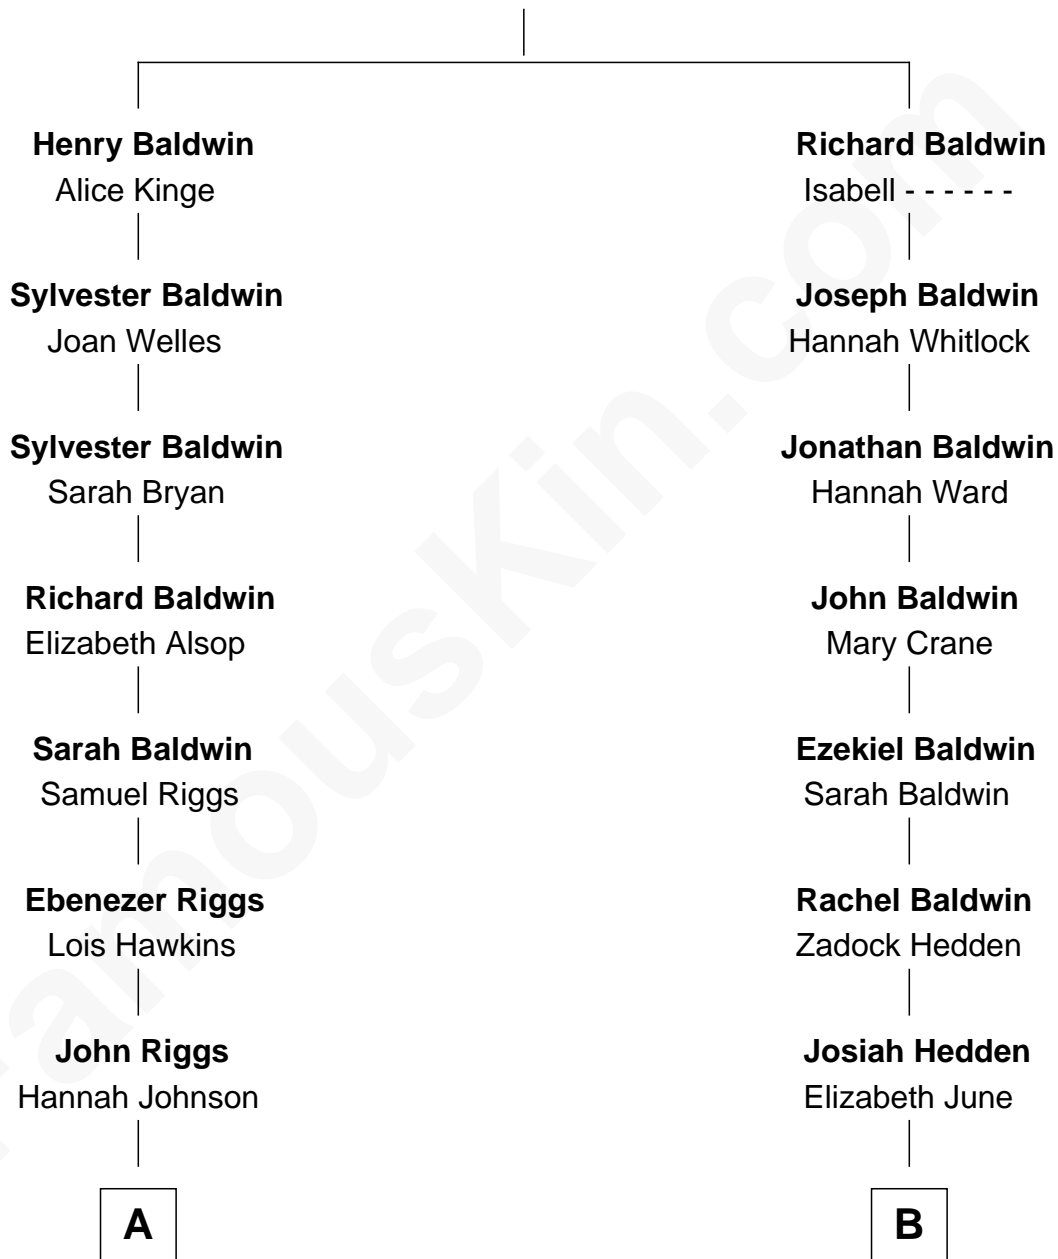 Henry Baldwin
Alice Kinge
Sylvester Baldwin
Joan Welles
Sylvester Baldwin
Sarah Bryan
Richard Baldwin
Elizabeth Alsop
Sarah Baldwin
Samuel Riggs
Ebenezer Riggs
Lois Hawkins
John Riggs
Hannah Johnson
A
Richard Baldwin
Isabell - - - - - -
Joseph Baldwin
Hannah Whitlock
Jonathan Baldwin
Hannah Ward
John Baldwin
Mary Crane
Ezekiel Baldwin
Sarah Baldwin
Rachel Baldwin
Zadock Hedden
Josiah Hedden
Elizabeth June
B
FamousKin.com